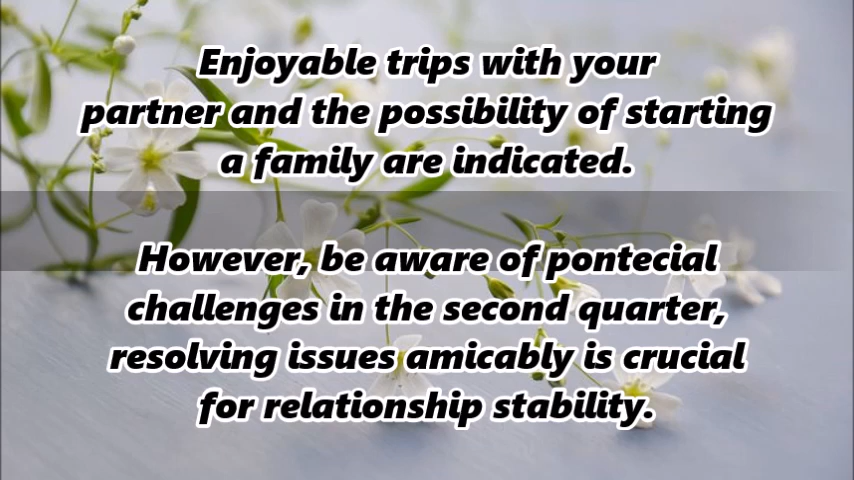 Enjoyable trips with your
partner and the possibility of starting
a family are indicated.
However, be aware of pontecial
challenges in the second quarter,
resolving issues amicably is crucial
for relationship stability.